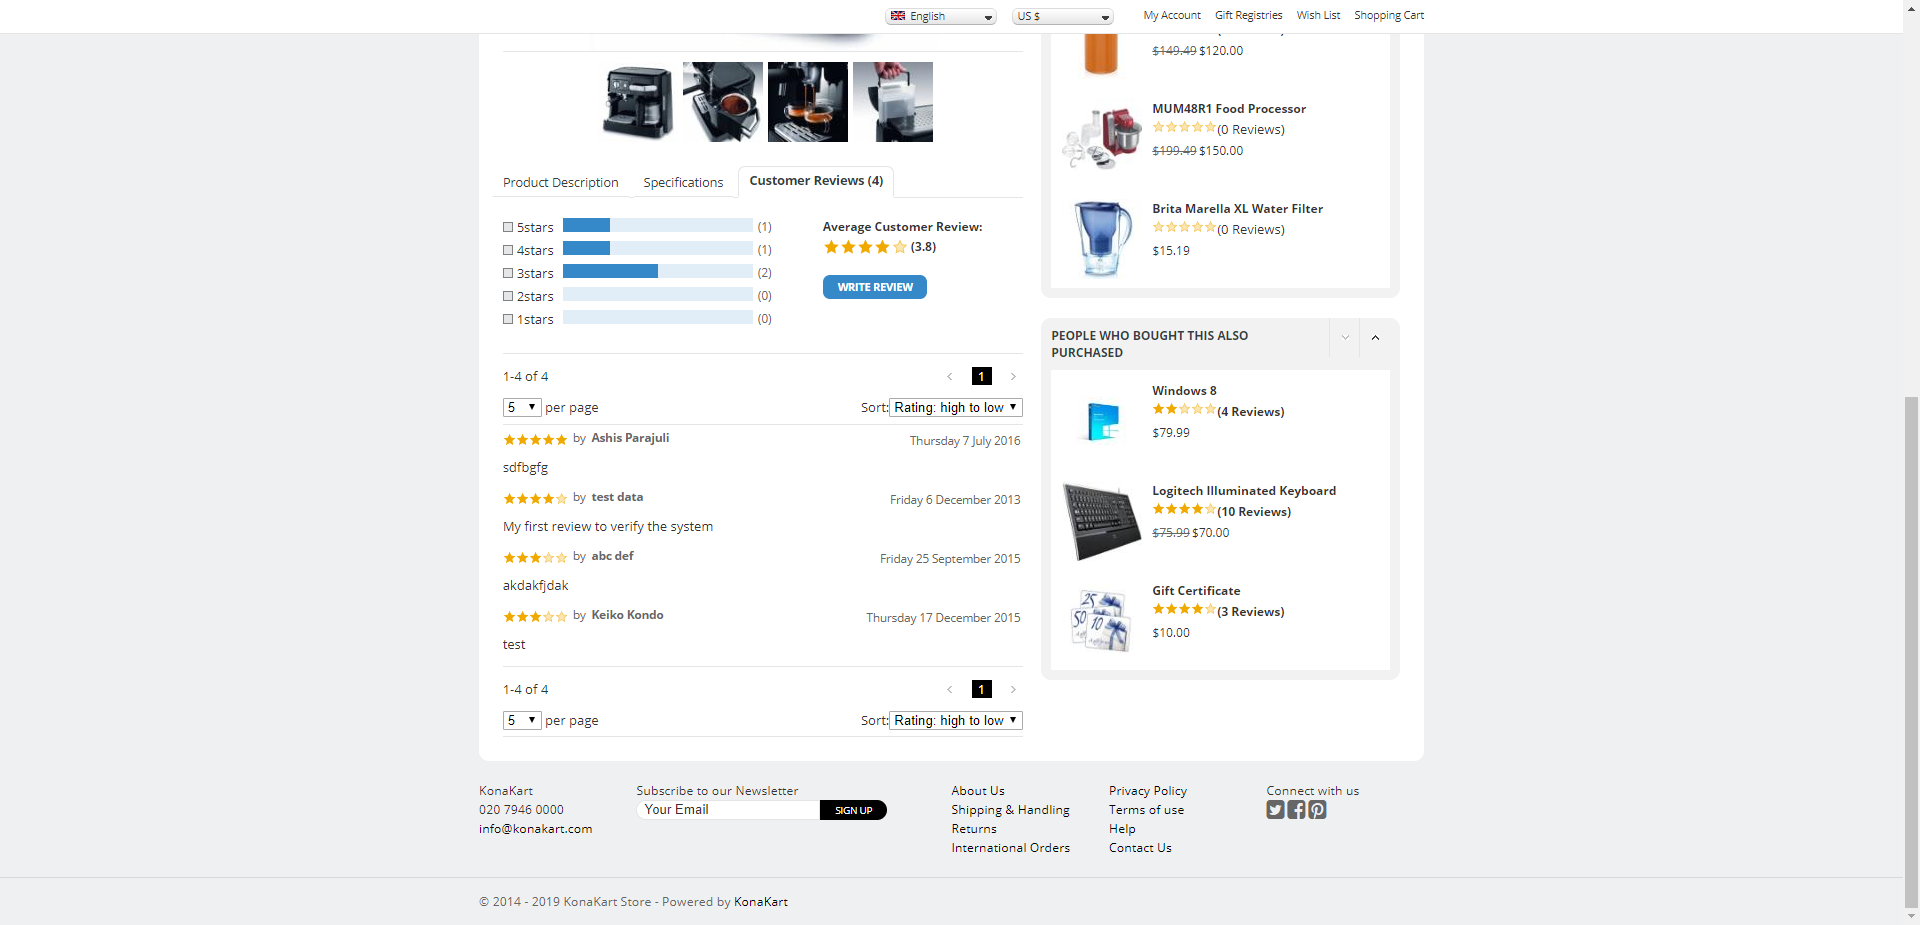 English
US $
My Account
Gift Registries
Wish List
Shopping Cart
$149.49 $120.00
MUM48R1 Food Processor
(0 Reviews)
$199.49 $150.00
Brita Marella XL Water Filter
(0 Reviews)
$15.19
Product Description
Specifications
Customer Reviews (4)
5stars (1)
4stars (1)
3stars (2)
2stars (0)
1stars (0)
Average Customer Review:
(3.8)
WRITE REVIEW
1-4 of 4
< 1 >
5 per page
Sort: Rating: high to low
by Ashis Parajuli
Thursday 7 July 2016
sdfbgfg
by test data
Friday 6 December 2013
My first review to verify the system
by abc def
Friday 25 September 2015
akdakfjdak
by Keiko Kondo
Thursday 17 December 2015
test
1-4 of 4
< 1 >
5 per page
Sort: Rating: high to low
PEOPLE WHO BOUGHT THIS ALSO
PURCHASED
Windows 8
(4 Reviews)
$79.99
Logitech Illuminated Keyboard
(10 Reviews)
$75.99 $70.00
25
50
10
Gift Certificate
(3 Reviews)
$10.00
KonaKart
020 7946 0000
info@konakart.com
Subscribe to our Newsletter
Your Email
SIGN UP
About Us
Shipping & Handling
Returns
International Orders
Privacy Policy
Terms of use
Help
Contact Us
Connect with us
© 2014 - 2019 KonaKart Store - Powered by KonaKart